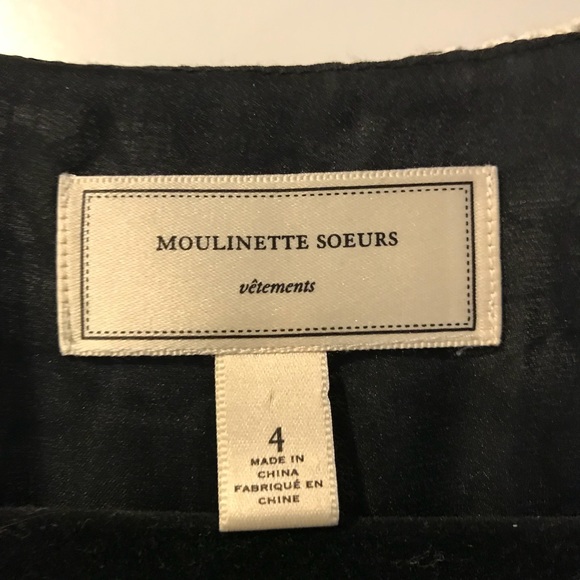 MOULINETTE SOEURS
vêtements
4
MADE IN
CHINA
FABRIQUÉ EN
CHINE